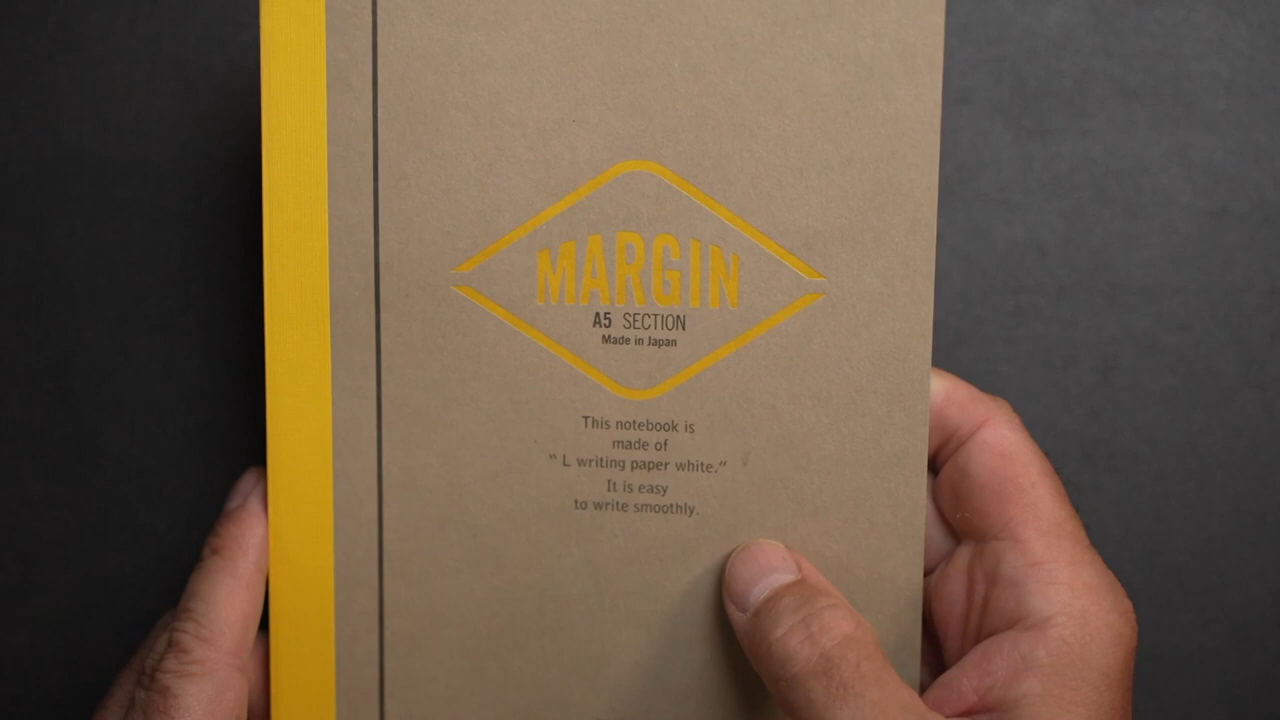 MARGIN
A5 SECTION
Made in Japan
This notebook is
made of
“ L writing paper white.”
It is easy
to write smoothly.